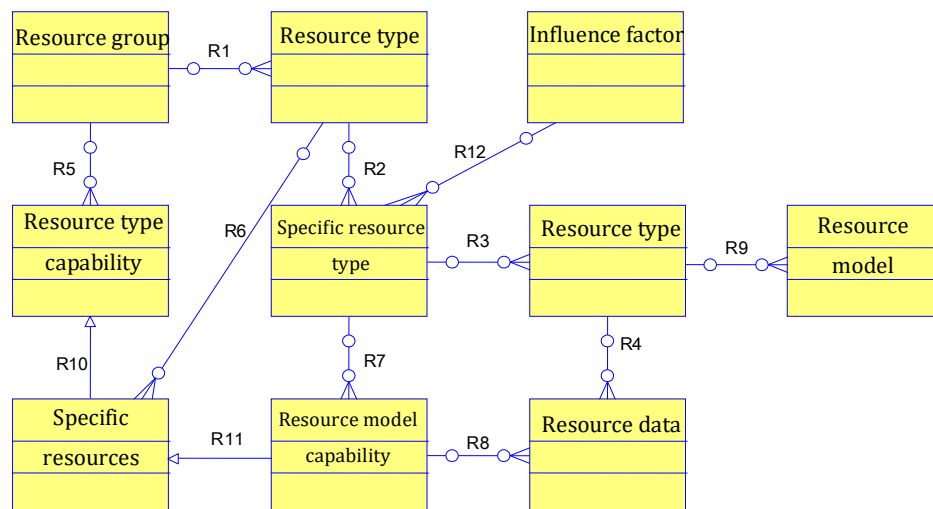 Resource group
R1
Resource type
Influence factor
R5
R2
R12
R6
Resource type
capability
Specific resource
type
R3
Resource type
R9
Resource
model
R10
R7
R4
Specific
resources
R11
Resource model
capability
R8
Resource data